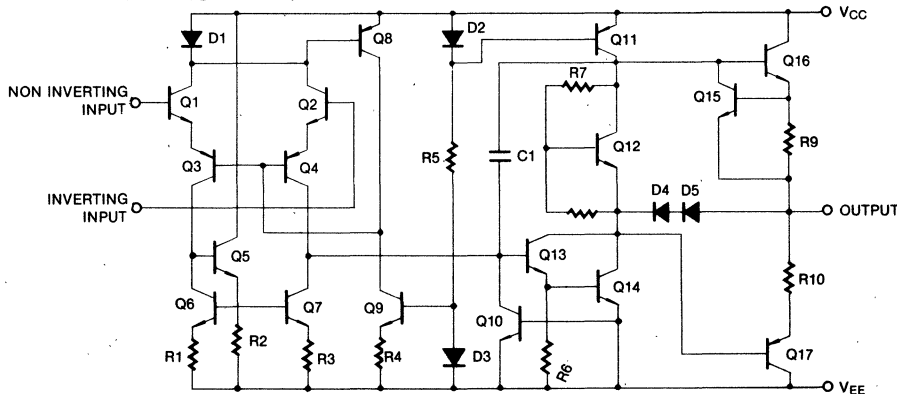 VCC
D1
Q8
D2
Q11
Q16
R7
NON INVERTING
INPUT
Q1
Q2
Q15
Q12
R9
Q3
Q4
R5
C1
INVERTING
INPUT
D4
D5
OUTPUT
Q5
Q13
R10
Q6
Q7
Q9
Q10
Q14
R1
R2
R3
R4
R6
Q17
VEE